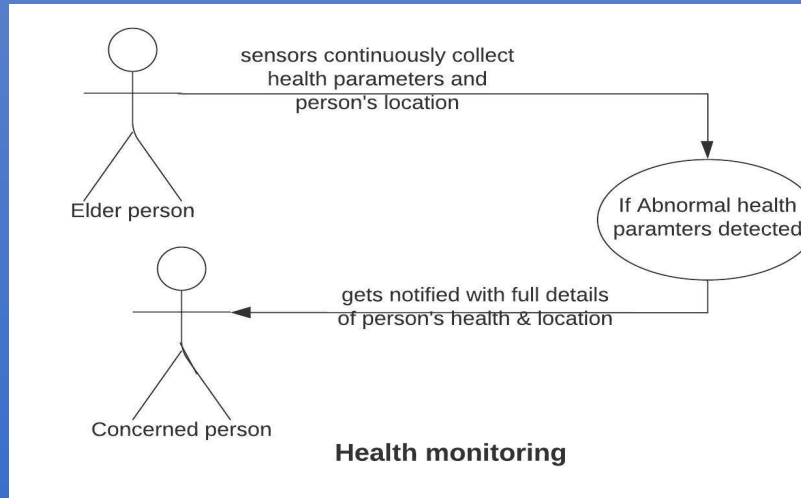 sensors continuously collect
health parameters and
person's location
Elder person
If Abnormal health
paramters detected
gets notified with full details
of person's health & location
Concerned person
Health monitoring